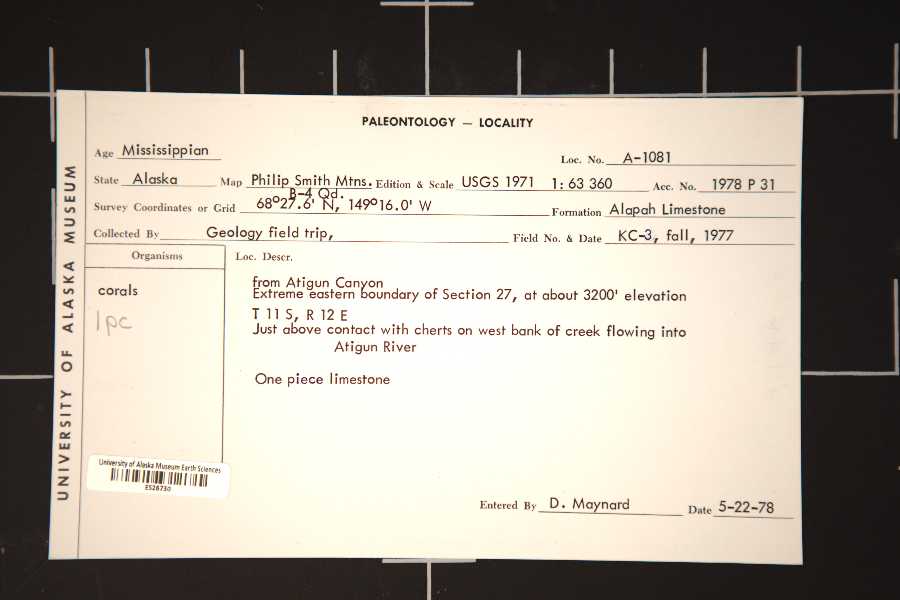 PALEONTOLOGY — LOCALITY
Age Mississippian
Loc. No. A-1081
State Alaska Map Philip Smith Mtns. Edition & Scale USGS 1971 1:63 360 Acc. No. 1978 P 31
B-4 Qd.
Survey Coordinates or Grid 68°27.6' N, 149°16.0' W Formation Alapah Limestone
Collected By Geology field trip, Field No. & Date KC-3, fall, 1977
Organisms Loc. Descr.
from Atigun Canyon
corals Extreme eastern boundary of Section 27, at about 3200' elevation
1pc T 11 S, R 12 E
Just above contact with cherts on west bank of creek flowing into
Atigun River
One piece limestone
University of Alaska Museum Earth Sciences
ES26730
Entered By D. Maynard Date 5-22-78
UNIVERSITY OF ALASKA MUSEUM